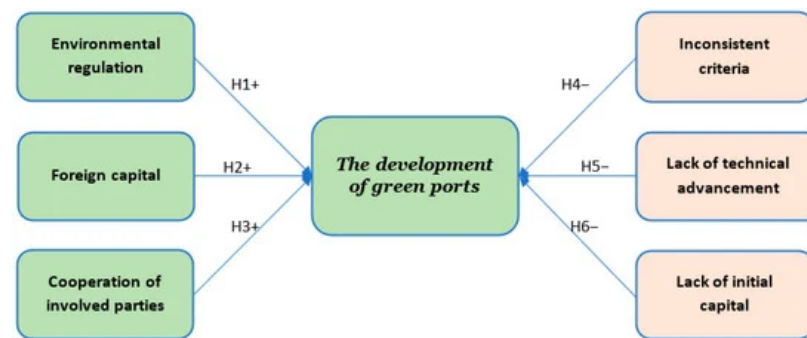 Environmental
regulation
Foreign capital
Cooperation of
involved parties
H1+
H2+
H3+
The development
of green ports
H4−
H5−
H6−
Inconsistent
criteria
Lack of technical
advancement
Lack of initial
capital